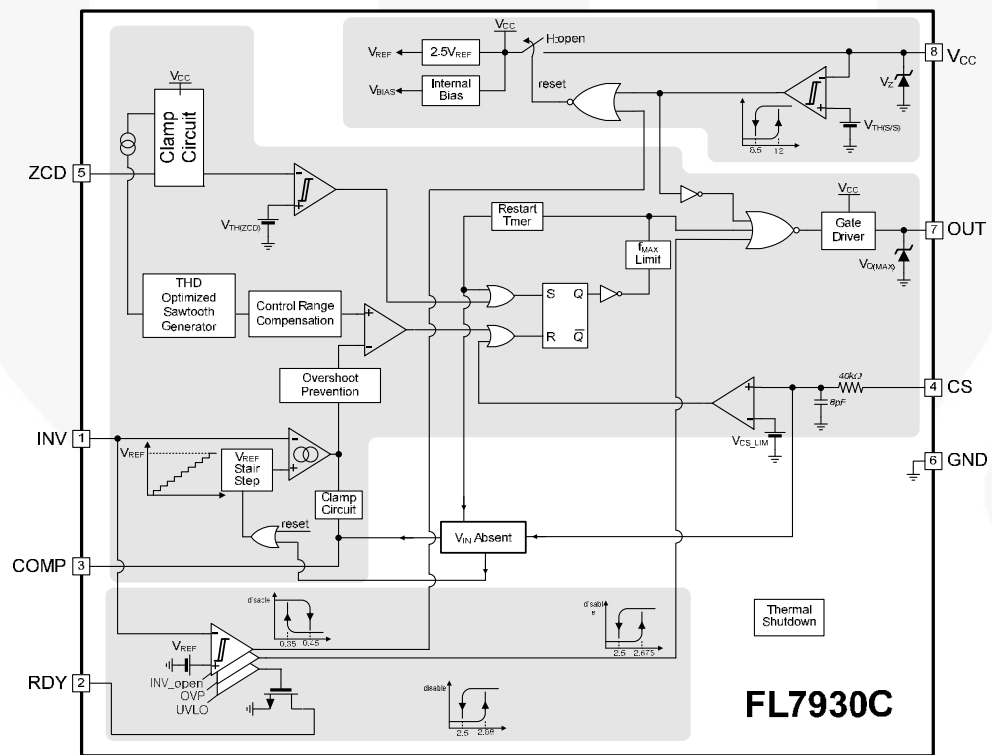 VCC
H:open
VREF
2.5VREF
8
VCC
reset
Internal
Bias
VBIAS
VZ
VTH(S/S)
8.5
12
VCC
Clamp
Circuit
ZCD
5
VTH(ZCD)
Restart
Tmer
VCC
Gate
Driver
7
OUT
fMAX
Limit
VO(MAX)
THD
Optimized
Sawtooth
Generator
Control Range
Compensation
S
Q
R
Q
Overshoot
Prevention
40kΩ
4
CS
8pF
INV
1
VREF
VREF
Stair
Step
VCS_LIM
6
GND
Clamp
Circuit
reset
VIN Absent
COMP
3
disable
0.35
0.45
disabl
e
2.5
2.675
Thermal
Shutdown
VREF
INV_open
OVP
UVLO
RDY
2
disable
2.5
FL7930C